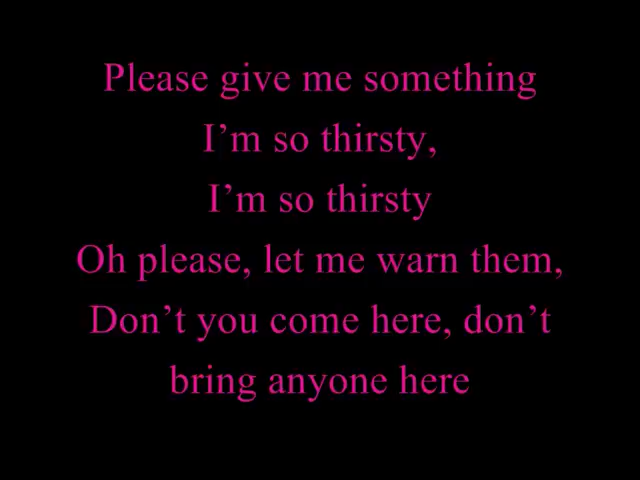 Please give me something
I’m so thirsty,
I’m so thirsty
Oh please, let me warn them,
Don’t you come here, don’t
bring anyone here